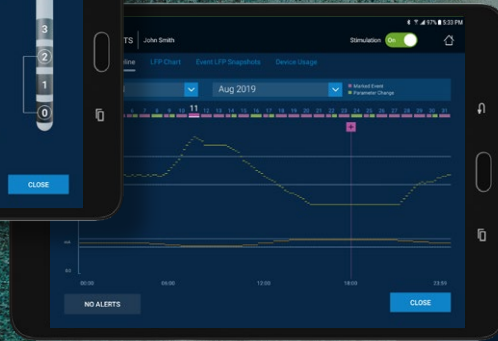 97% 5:33 PM
TS John Smith Stimulation On
line LFP Chart Event LFP Snapshots Device Usage
Aug 2019
Marked Event
Parameter Change
6 7 8 9 10 11 12 13 14 15 16 17 18 19 20 21 22 23 24 25 26 27 28 29 30 31
3
2
1
0
CLOSE
00:00 06:00 12:00 18:00 23:59
NO ALERTS CLOSE